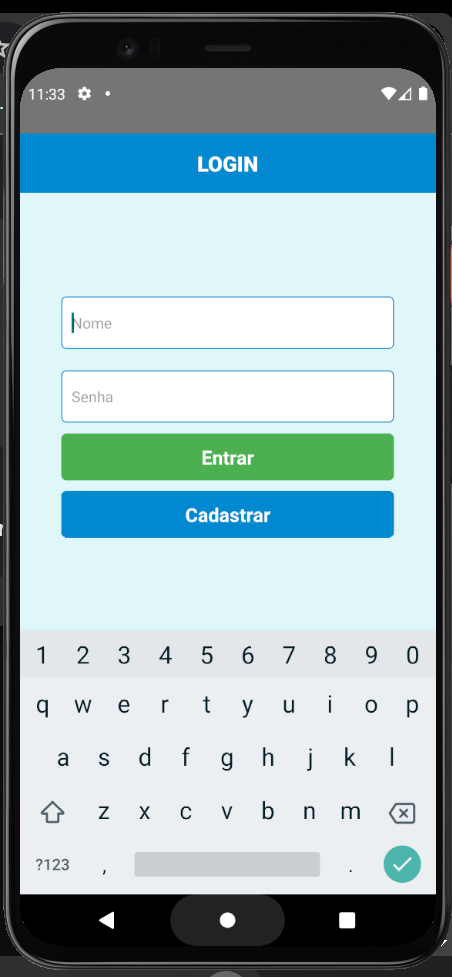 11:33
LOGIN
Nome
Senha
Entrar
Cadastrar
1 2 3 4 5 6 7 8 9 0
q w e r t y u i o p
a s d f g h j k l
z x c v b n m
?123 , .